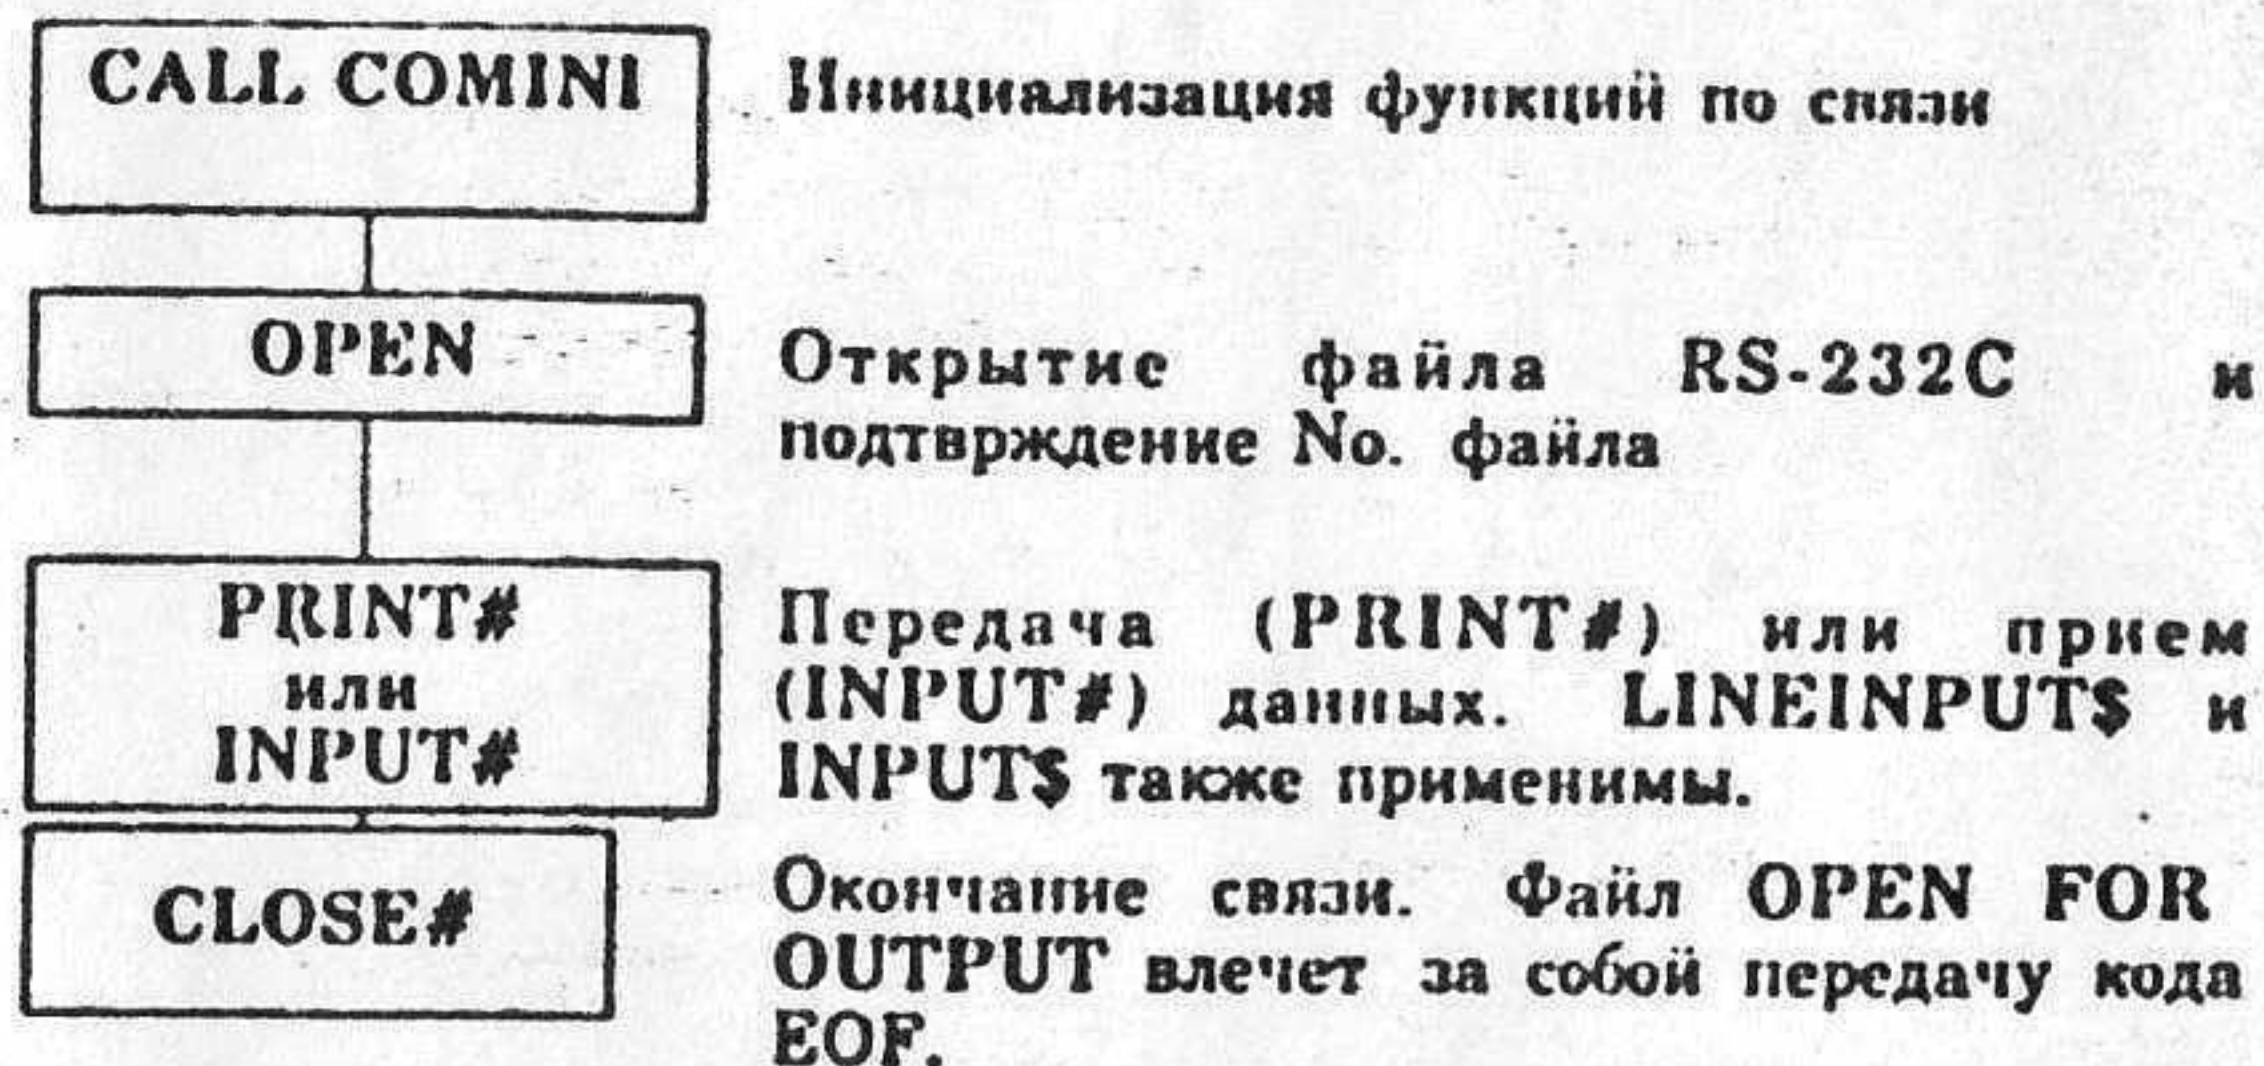 CALL COMINI
Инициализация функций по связи
OPEN
Открытие файла RS-232C и
подтврждение No. файла
PRINT#
или
INPUT#
Передача (PRINT#) или прием
(INPUT#) данных. LINEINPUT$ и
INPUT$ также применимы.
CLOSE#
Окончание связи. Файл OPEN FOR
OUTPUT влечет за собой передачу кода
EOF.